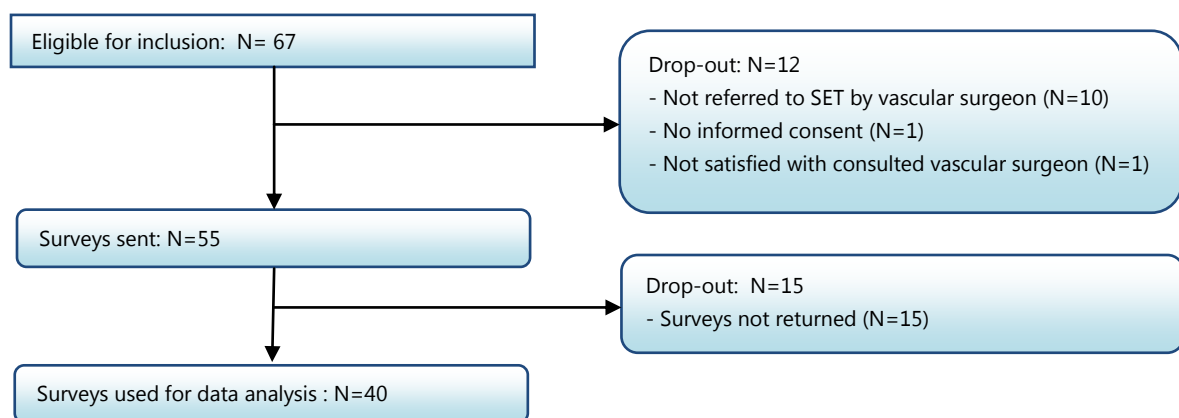 Eligible for inclusion: N= 67
Drop-out: N=12
- Not referred to SET by vascular surgeon (N=10)
- No informed consent (N=1)
- Not satisfied with consulted vascular surgeon (N=1)
Surveys sent: N=55
Drop-out: N=15
- Surveys not returned (N=15)
Surveys used for data analysis : N=40